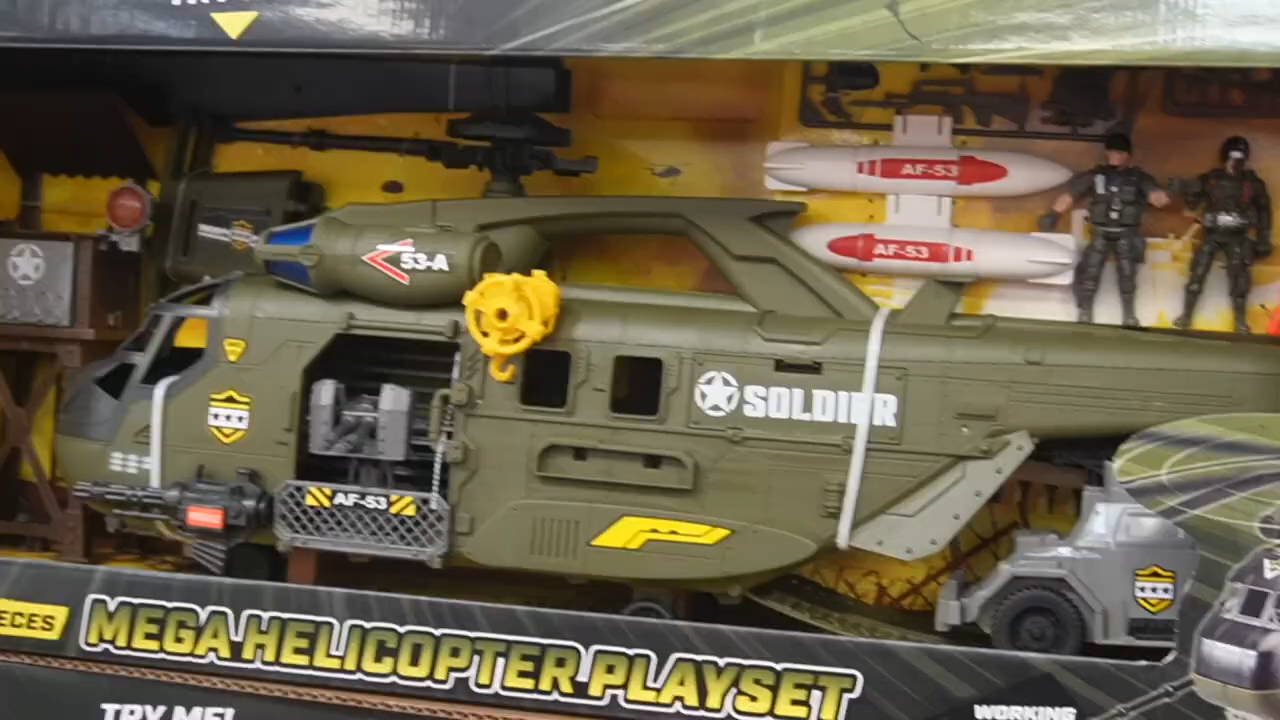 AF-53
AF-53
53-A
SOLDIER
AF-53
ECES
MEGA HELICOPTER PLAYSET
TRY ME!
WORKING